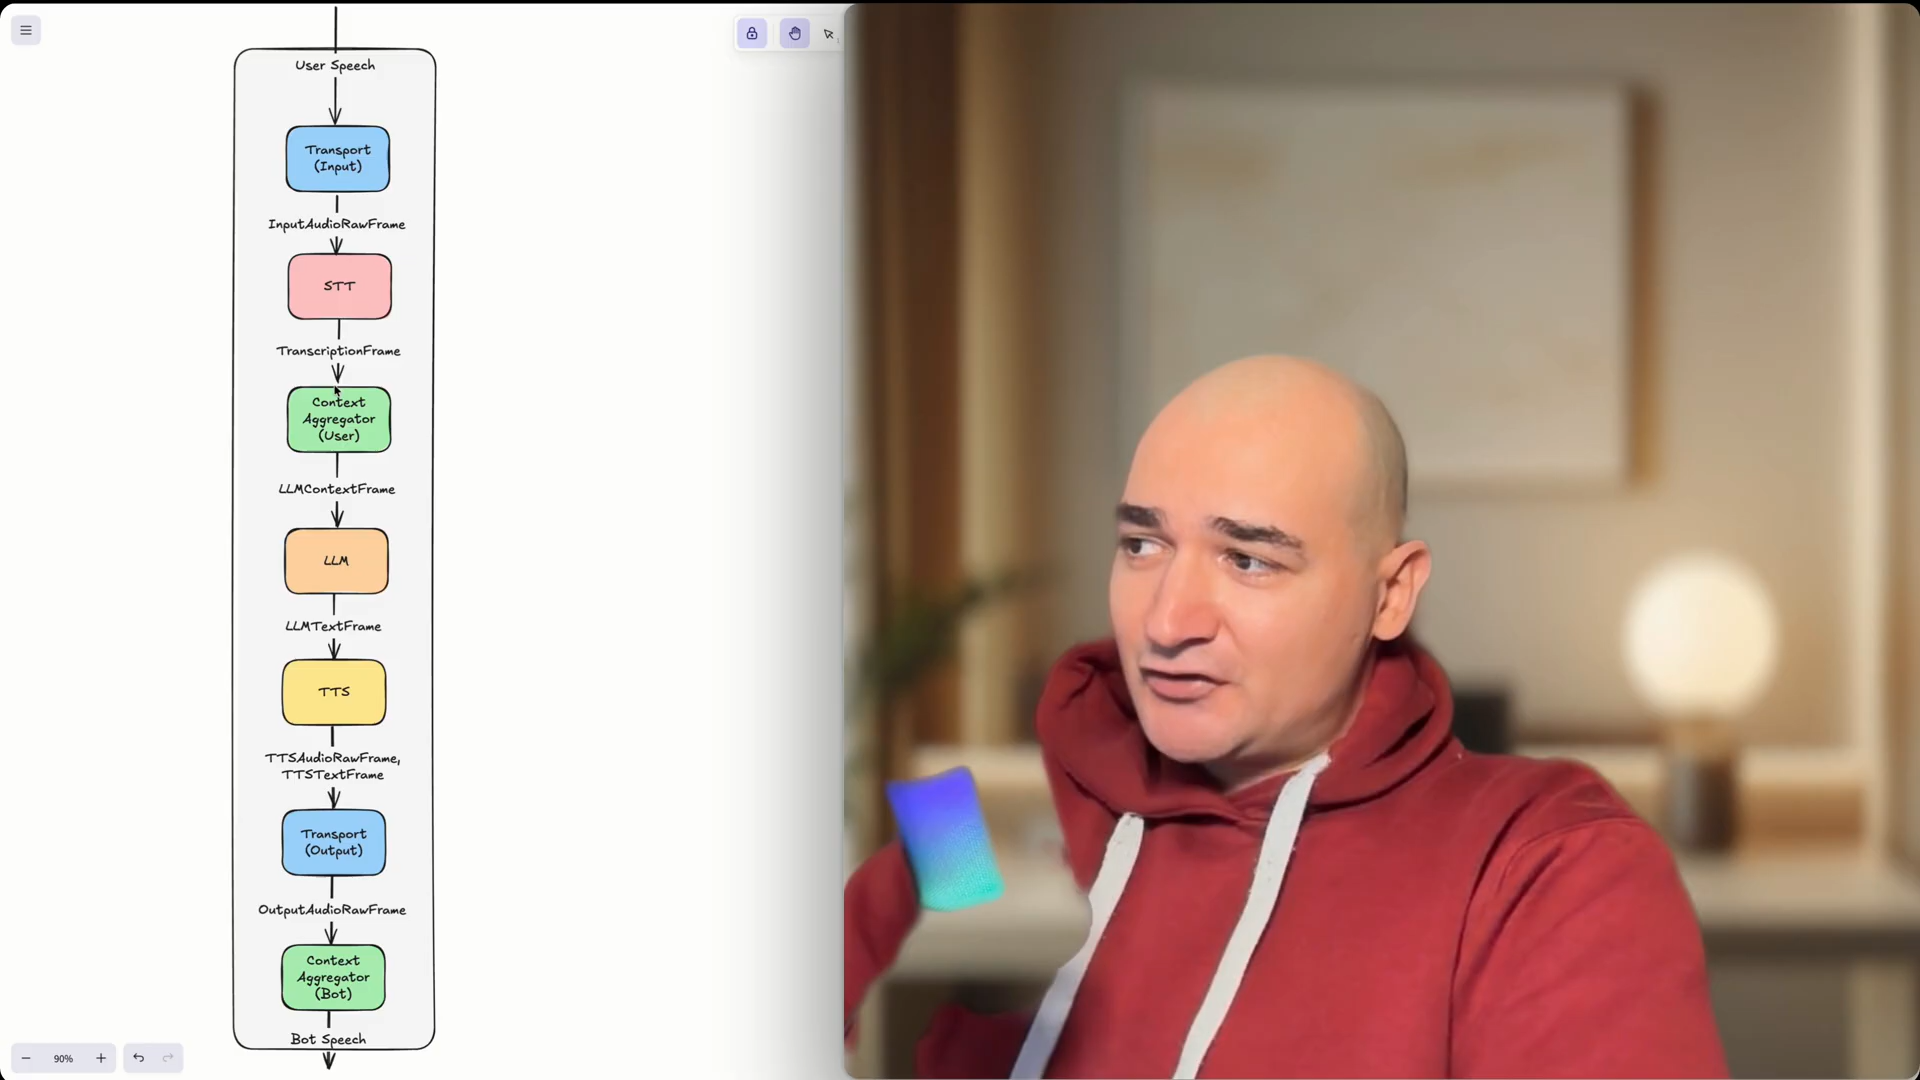 User Speech
Transport
(Input)
InputAudioRawFrame
STT
TranscriptionFrame
Context
Aggregator
(User)
LLMContextFrame
LLM
LLMTextFrame
TTS
TTSAudioRawFrame,
TTSTextFrame
Transport
(Output)
OutputAudioRawFrame
Context
Aggregator
(Bot)
Bot Speech
90%